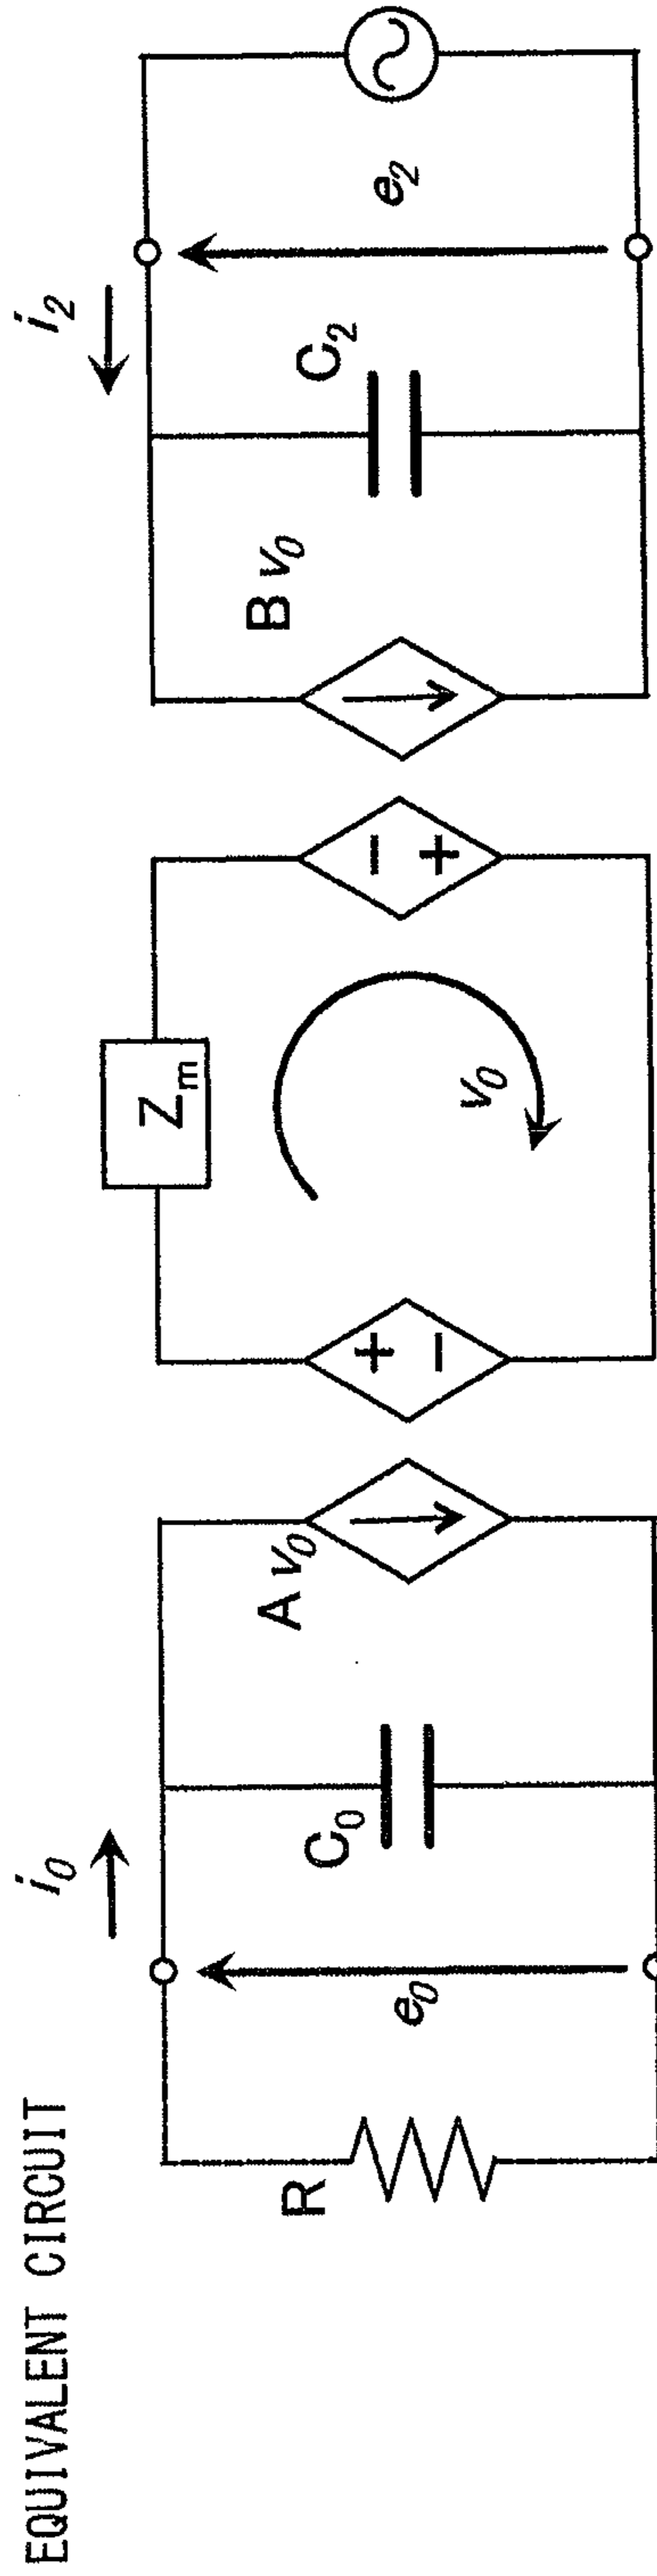 EQUIVALENT CIRCUIT
i₀
i₂
R
e₀
C₀
A v₀
+
−
Zₘ
v₀
−
+
B v₀
C₂
e₂